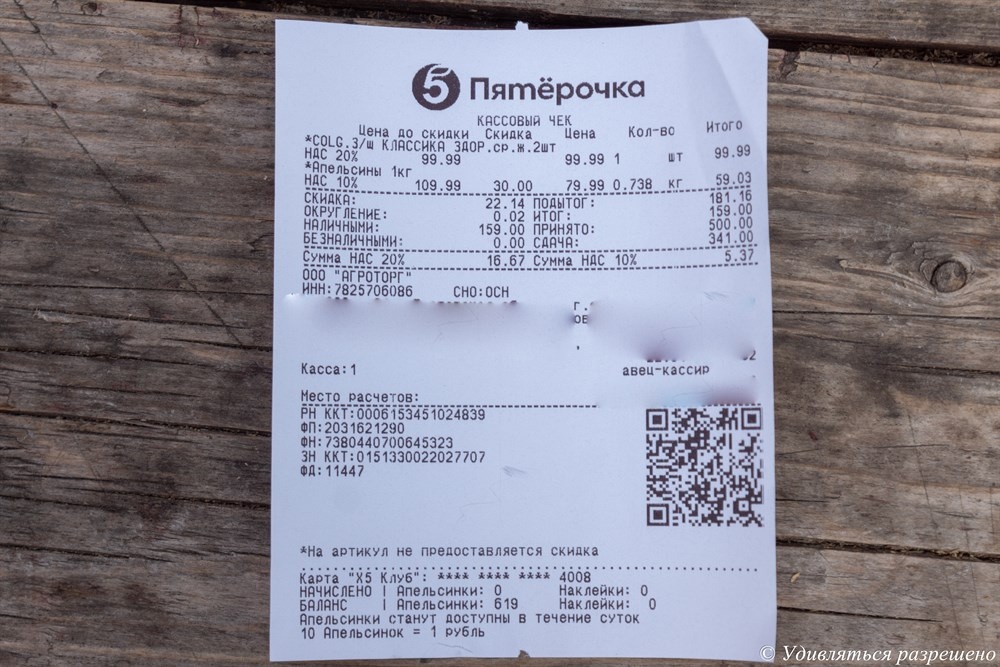 5 Пятёрочка
КАССОВЫЙ ЧЕК
Цена до скидки Скидка Цена Кол-во Итого
*COLG.З/щ КЛАССИКА ЗДОР.ср.ж.2шт
НДС 20% 99.99 99.99 1 шт 99.99
*Апельсины 1кг
НДС 10% 109.99 30.00 79.99 0.738 кг 59.03
СКИДКА: 22.14 ПОДЫТОГ: 181.16
ОКРУГЛЕНИЕ: 0.02 ИТОГ: 159.00
НАЛИЧНЫМИ: 159.00 ПРИНЯТО: 500.00
БЕЗНАЛИЧНЫМИ: 0.00 СДАЧА: 341.00
Сумма НДС 20% 16.67 Сумма НДС 10% 5.37
ООО "АГРОТОРГ"
ИНН:7825706086 СНО:ОСН
г.
Касса:1 авец-кассир
Место расчетов:
РН ККТ:0006153451024839
ФП:2031621290
ФН:7380440700645323
ЗН ККТ:0151330022027707
ФД:11447
*На артикул не предоставляется скидка
Карта "X5 Клуб": **** **** **** 4008
НАЧИСЛЕНО | Апельсинки: 0 Наклейки: 0
БАЛАНС | Апельсинки: 619 Наклейки: 0
Апельсинки станут доступны в течение суток
10 Апельсинок = 1 рубль
© Удивляться разрешено